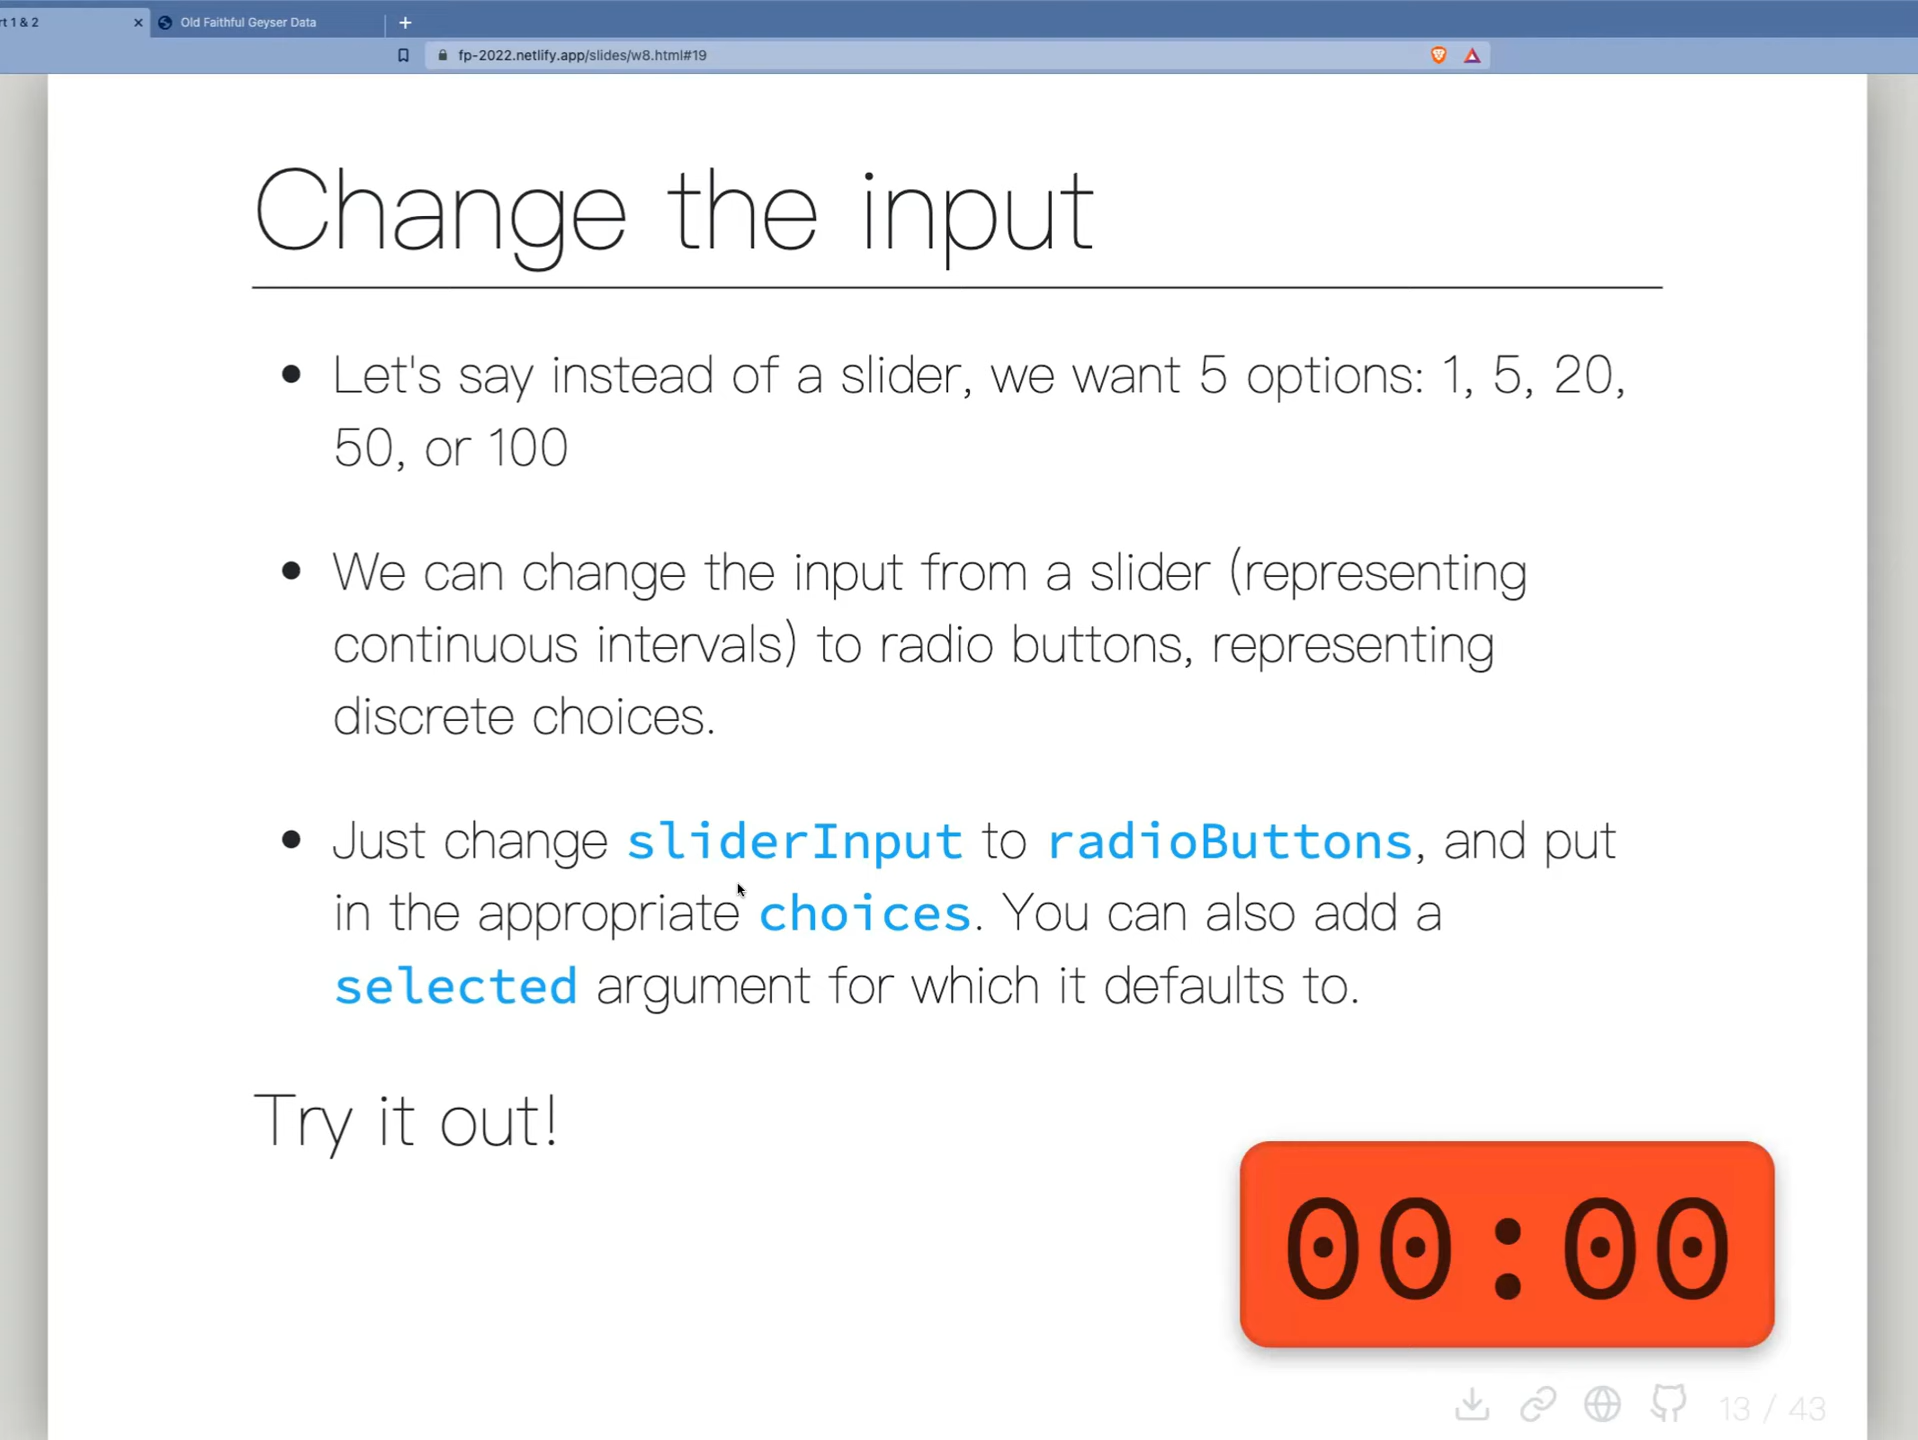 rt 1 & 2
Old Faithful Geyser Data
fp-2022.netlify.app/slides/w8.html#19
Change the input
Let's say instead of a slider, we want 5 options: 1, 5, 20,
50, or 100
We can change the input from a slider (representing
continuous intervals) to radio buttons, representing
discrete choices.
Just change sliderInput to radioButtons, and put
in the appropriate choices. You can also add a
selected argument for which it defaults to.
Try it out!
00:00
13 / 43